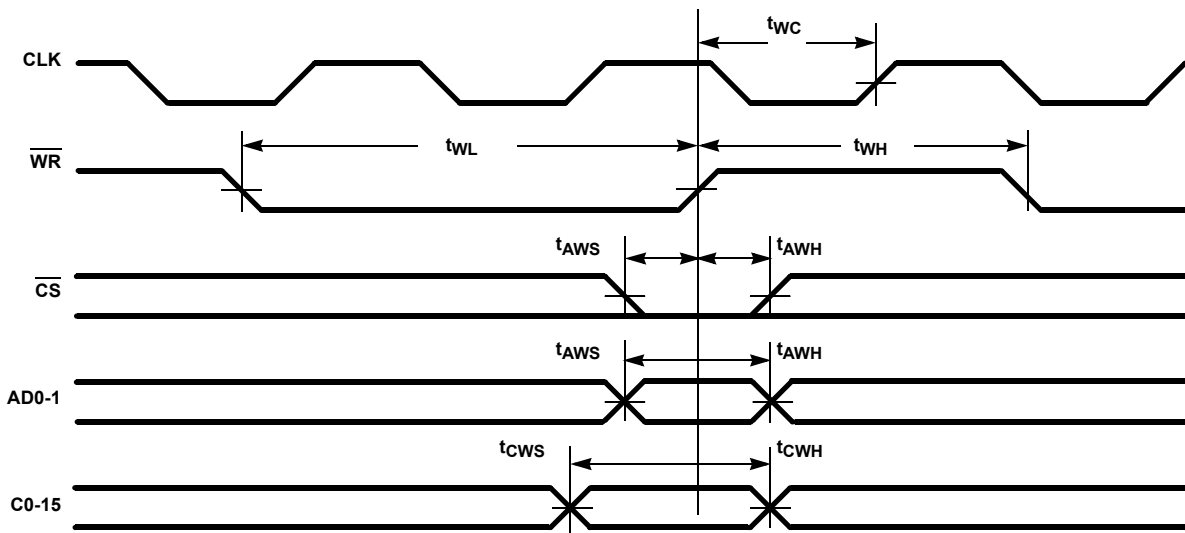 tWC
CLK
tWL
tWH
WR
tAWS
tAWH
CS
tAWS
tAWH
AD0-1
tCWS
tCWH
C0-15